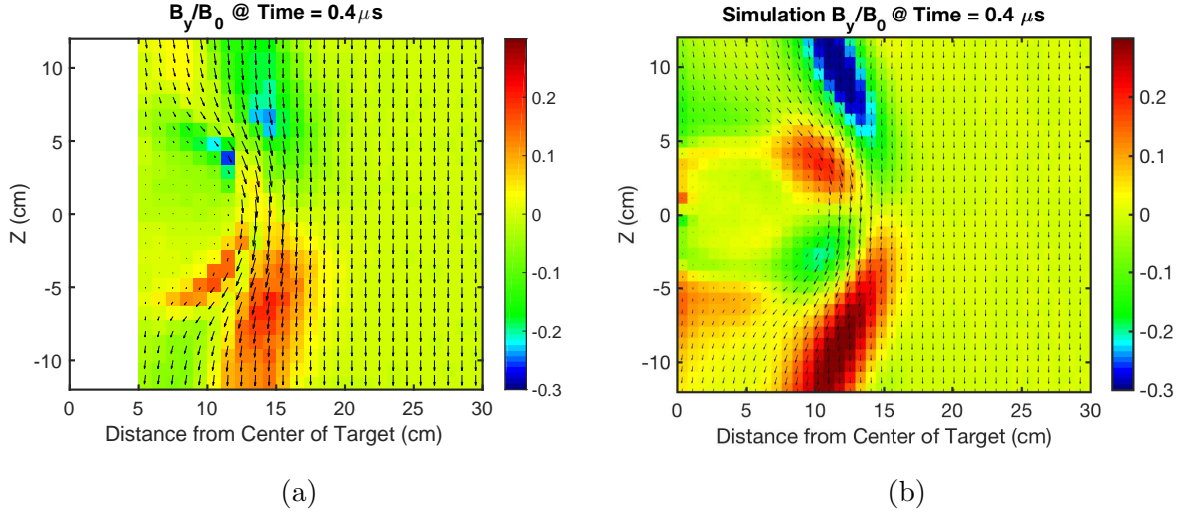 B_y/B_0 @ Time = 0.4 μs
10
5
0
-5
-10
Z (cm)
0 5 10 15 20 25 30
Distance from Center of Target (cm)
0.2
0.1
0
-0.1
-0.2
-0.3
(a)
Simulation B_y/B_0 @ Time = 0.4 μs
10
5
0
-5
-10
Z (cm)
0 5 10 15 20 25 30
Distance from Center of Target (cm)
0.2
0.1
0
-0.1
-0.2
-0.3
(b)